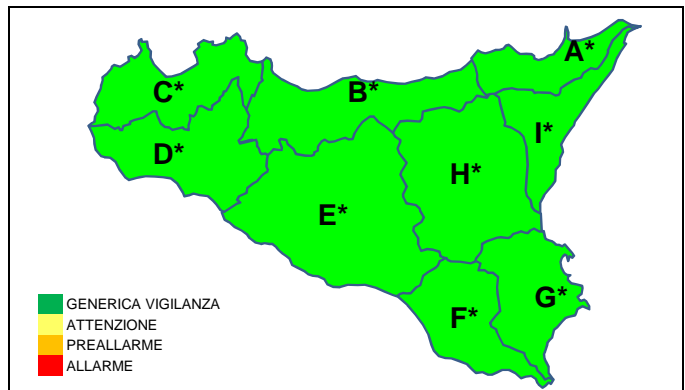 A*
C*
B*
I*
D*
H*
E*
G*
F*
GENERICA VIGILANZA
ATTENZIONE
PREALLARME
ALLARME